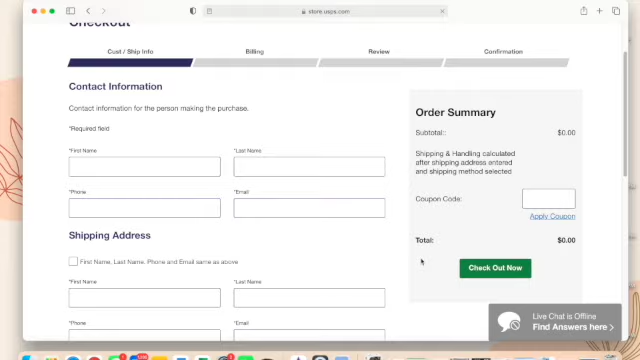 store.usps.com
Checkout
Cust / Ship Info
Billing
Review
Confirmation
Contact Information
Contact information for the person making the purchase.
*Required field
*First Name
*Last Name
*Phone
*Email
Shipping Address
First Name, Last Name, Phone and Email same as above
*First Name
*Last Name
*Phone
*Email
Order Summary
Subtotal:: $0.00
Shipping & Handling calculated
after shipping address entered
and shipping method selected
Coupon Code:
Apply Coupon
Total: $0.00
Check Out Now
Live Chat is Offline
Find Answers here >